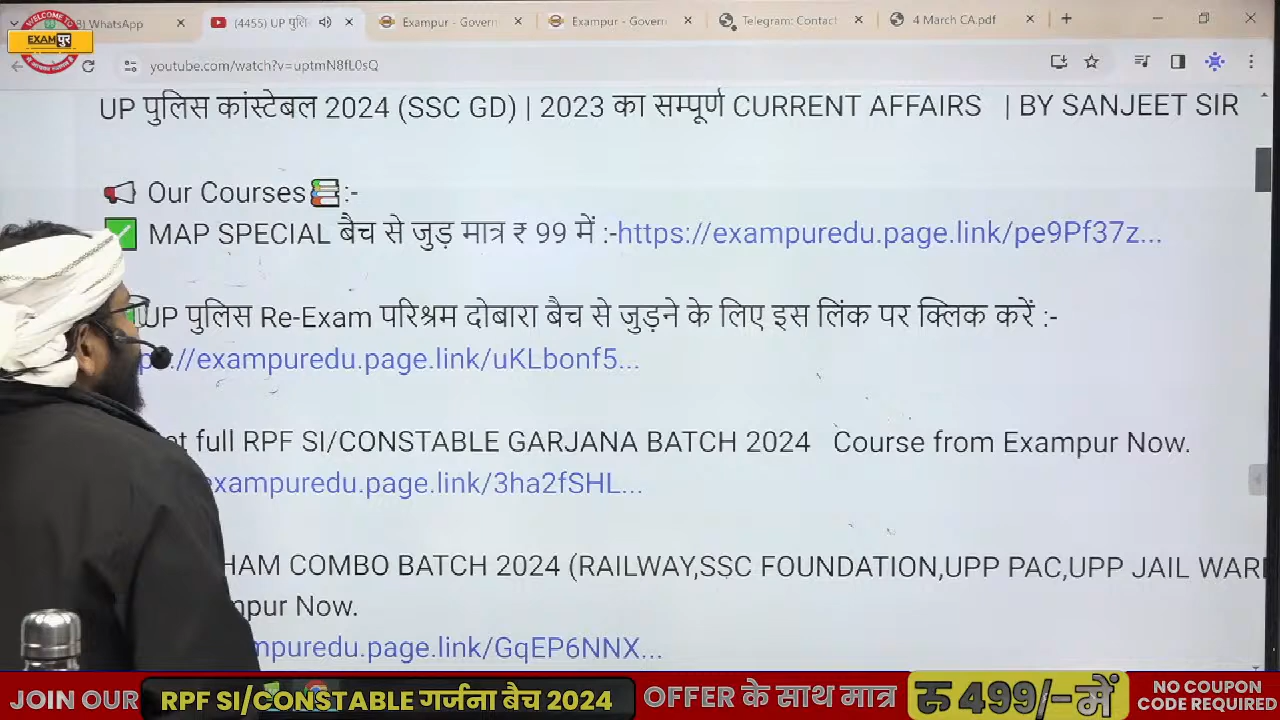 WhatsApp
(4455) UP पुलि
Exampur - Govern
Exampur - Govern
Telegram: Contact
4 March CA.pdf
WELCOME TO
EXAMपुर
youtube.com/watch?v=uptmN8fL0sQ
UP पुलिस कांस्टेबल 2024 (SSC GD) | 2023 का सम्पूर्ण CURRENT AFFAIRS | BY SANJEET SIR
Our Courses :-
MAP SPECIAL बैच से जुड़ मात्र ₹ 99 में :-https://exampuredu.page.link/pe9Pf37z...
UP पुलिस Re-Exam परिश्रम दोबारा बैच से जुड़ने के लिए इस लिंक पर क्लिक करें :-
://exampuredu.page.link/uKLbonf5...
et full RPF SI/CONSTABLE GARJANA BATCH 2024 Course from Exampur Now.
exampuredu.page.link/3ha2fSHL...
HAM COMBO BATCH 2024 (RAILWAY,SSC FOUNDATION,UPP PAC,UPP JAIL WAR
mpur Now.
mpuredu.page.link/GqEP6NNX...
JOIN OUR RPF SI/CONSTABLE गर्जना बैच 2024 OFFER के साथ मात्र रु 499/-में NO COUPON CODE REQUIRED